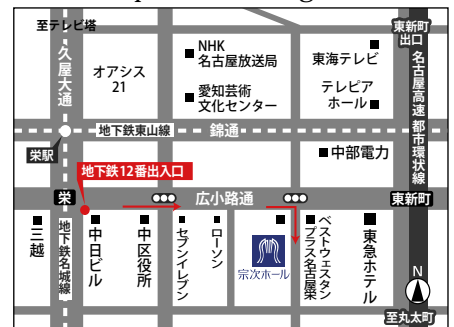 至テレビ塔
久屋大通
オアシス
21
NHK
名古屋放送局
愛知芸術
文化センター
東海テレビ
テレピア
ホール
東新町
出口
名古屋高速 都市環状線
地下鉄東山線
錦通
栄駅
中部電力
地下鉄12番出入口
栄
広小路通
東新町
三越
地下鉄名城線
中日ビル
中区役所
セブンイレブン
ローソン
宗次ホール
ベストウェスタン
プラス名古屋栄
東急ホテル
N
至丸太町